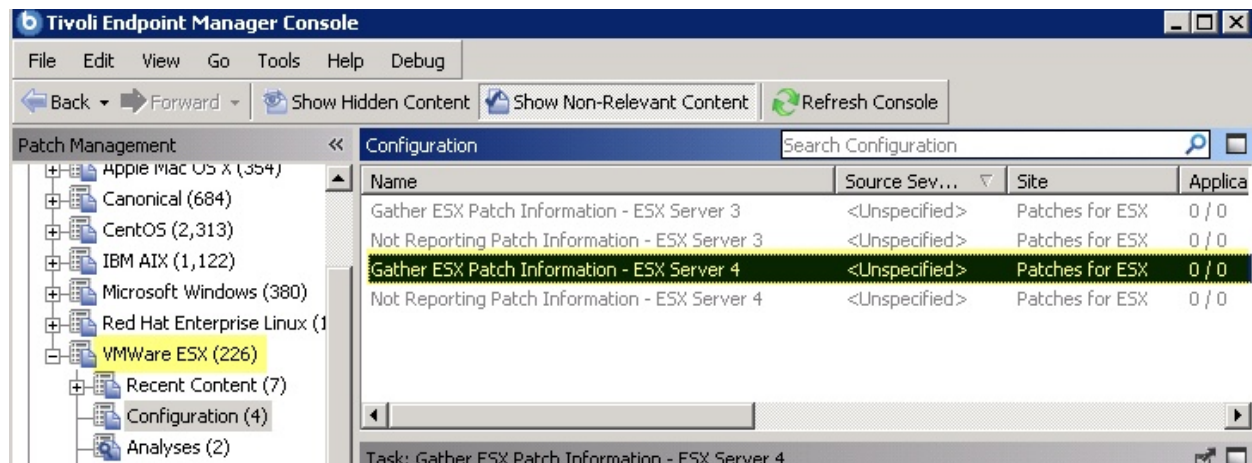 Tivoli Endpoint Manager Console
File Edit View Go Tools Help Debug
Back Forward Show Hidden Content Show Non-Relevant Content Refresh Console
Patch Management
Apple Mac OS X (354)
Canonical (684)
CentOS (2,313)
IBM AIX (1,122)
Microsoft Windows (380)
Red Hat Enterprise Linux (1
VMWare ESX (226)
Recent Content (7)
Configuration (4)
Analyses (2)
Configuration Search Configuration
Name Source Sev... Site Applica
Gather ESX Patch Information - ESX Server 3 <Unspecified> Patches for ESX 0 / 0
Not Reporting Patch Information - ESX Server 3 <Unspecified> Patches for ESX 0 / 0
Gather ESX Patch Information - ESX Server 4 <Unspecified> Patches for ESX 0 / 0
Not Reporting Patch Information - ESX Server 4 <Unspecified> Patches for ESX 0 / 0
Task: Gather ESX Patch Information - ESX Server 4